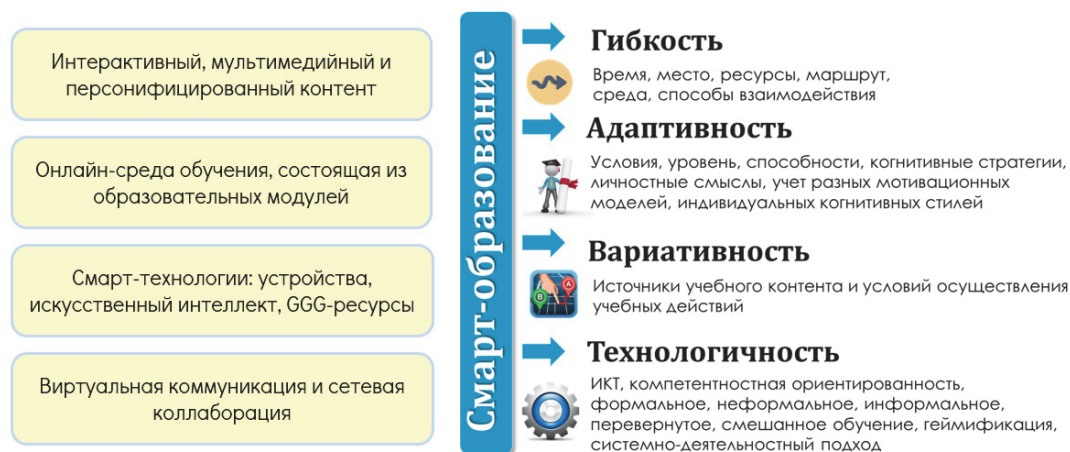 Интерактивный, мультимедийный и
персонифицированный контент
Онлайн-среда обучения, состоящая из
образовательных модулей
Смарт-технологии: устройства,
искусственный интеллект, GGG-ресурсы
Виртуальная коммуникация и сетевая
коллаборация
Смарт-образование
Гибкость
Время, место, ресурсы, маршрут,
среда, способы взаимодействия
Адаптивность
Условия, уровень, способности, когнитивные стратегии,
личностные смыслы, учет разных мотивационных
моделей, индивидуальных когнитивных стилей
Вариативность
B
A
Источники учебного контента и условий осуществления
учебных действий
Технологичность
ИКТ, компетентностная ориентированность,
формальное, неформальное, информальное,
перевернутое, смешанное обучение, геймификация,
системно-деятельностный подход